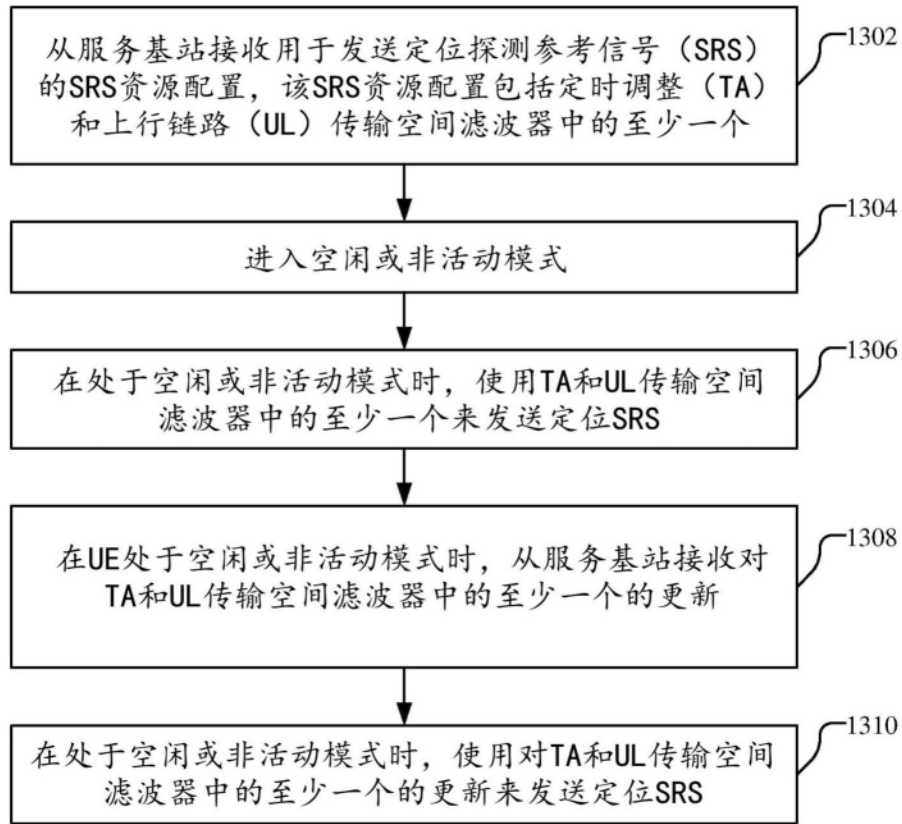 从服务基站接收用于发送定位探测参考信号（SRS）
的SRS资源配置，该SRS资源配置包括定时调整（TA）
和上行链路（UL）传输空间滤波器中的至少一个
1302
进入空闲或非活动模式
1304
在处于空闲或非活动模式时，使用TA和UL传输空间
滤波器中的至少一个来发送定位SRS
1306
在UE处于空闲或非活动模式时，从服务基站接收对
TA和UL传输空间滤波器中的至少一个的更新
1308
在处于空闲或非活动模式时，使用对TA和UL传输空间
滤波器中的至少一个的更新来发送定位SRS
1310